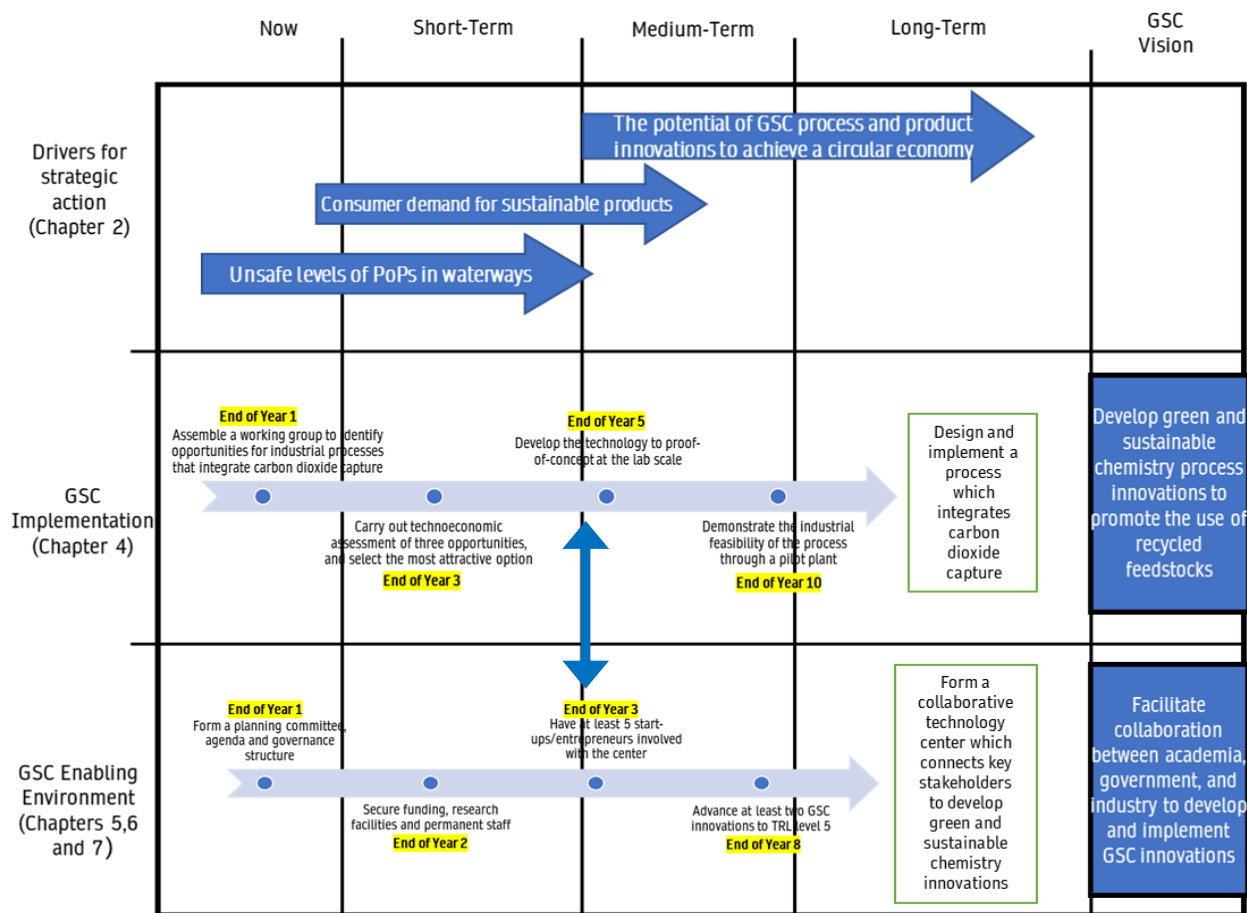 Now
Short-Term
Medium-Term
Long-Term
GSC
Vision
Drivers for
strategic
action
(Chapter 2)
The potential of GSC process and product
innovations to achieve a circular economy
Consumer demand for sustainable products
Unsafe levels of PoPs in waterways
GSC
Implementation
(Chapter 4)
End of Year 1
Assemble a working group to identify
opportunities for industrial processes
that integrate carbon dioxide capture
Carry out technoeconomic
assessment of three opportunities,
and select the most attractive option
End of Year 3
End of Year 5
Develop the technology to proof-
of-concept at the lab scale
Demonstrate the industrial
feasibility of the process
through a pilot plant
End of Year 10
Design and
implement a
process
which
integrates
carbon
dioxide
capture
Develop green and
sustainable
chemistry process
innovations to
promote the use of
recycled
feedstocks
GSC Enabling
Environment
(Chapters 5,6
and 7)
End of Year 1
Form a planning committee,
agenda and governance
structure
Secure funding, research
facilities and permanent staff
End of Year 2
End of Year 3
Have at least 5 start-
ups/entrepreneurs involved
with the center
Advance at least two GSC
innovations to TRL level 5
End of Year 8
Form a
collaborative
technology
center which
connects key
stakeholders
to develop
green and
sustainable
chemistry
innovations
Facilitate
collaboration
between academia,
government, and
industry to develop
and implement
GSC innovations